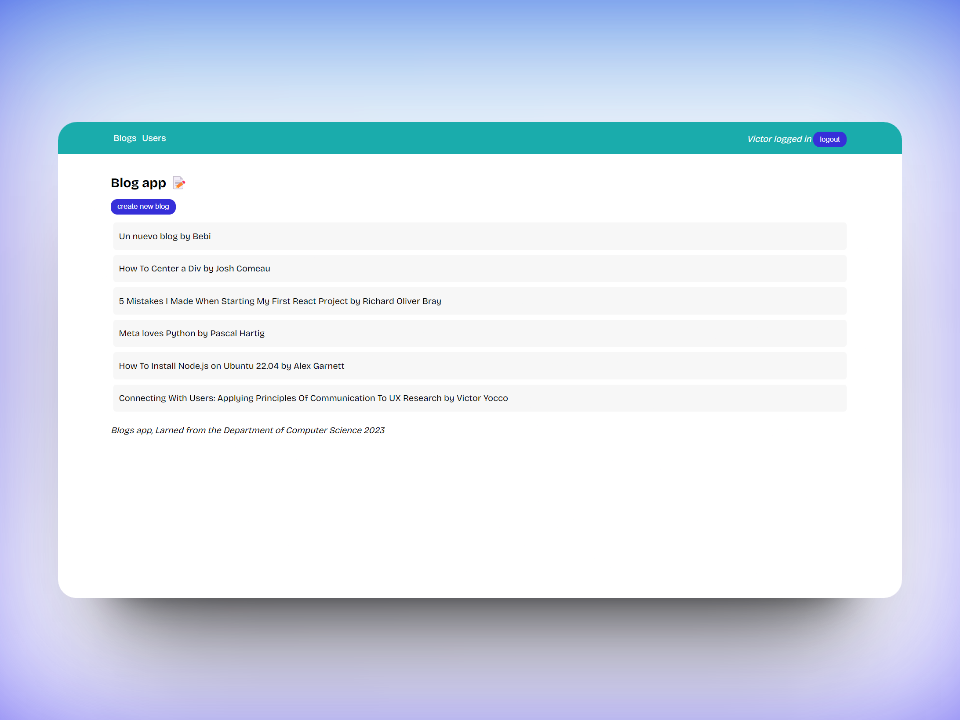 Blogs Users
Victor logged in logout
Blog app
create new blog
Un nuevo blog by Bebi
How To Center a Div by Josh Comeau
5 Mistakes I Made When Starting My First React Project by Richard Oliver Bray
Meta loves Python by Pascal Hartig
How To Install Node.js on Ubuntu 22.04 by Alex Garnett
Connecting With Users: Applying Principles Of Communication To UX Research by Victor Yocco
Blogs app, Larned from the Department of Computer Science 2023